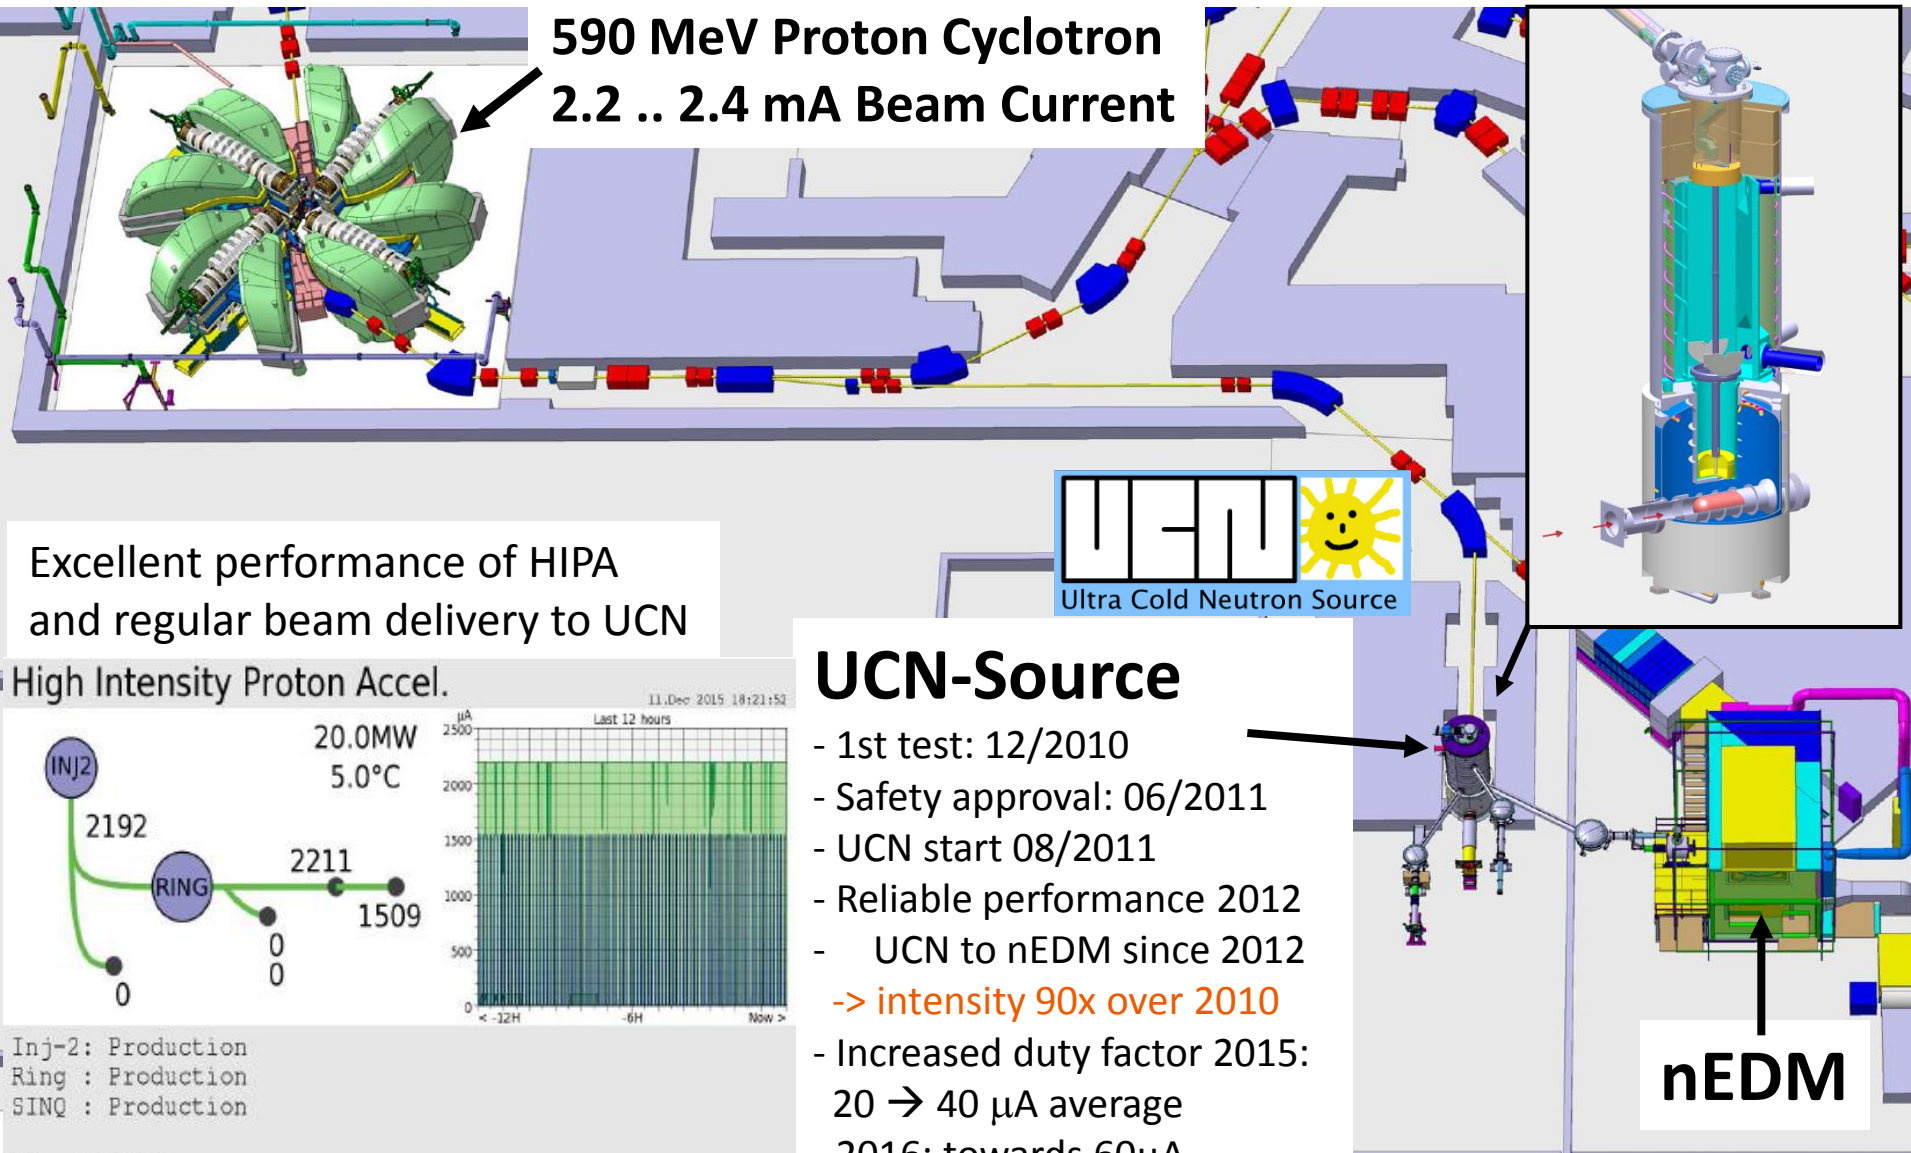 590 MeV Proton Cyclotron
2.2 .. 2.4 mA Beam Current
UCN
Ultra Cold Neutron Source
Excellent performance of HIPA
and regular beam delivery to UCN
High Intensity Proton Accel.
11.Dec 2015 18:21:52
20.0MW
5.0°C
INJ2
2192
RING
2211
1509
0
0
0
µA
Last 12 hours
2500
2000
1500
1000
500
0
< -12H
-6H
Now >
Inj-2: Production
Ring : Production
SINQ : Production
UCN-Source
- 1st test: 12/2010
- Safety approval: 06/2011
- UCN start 08/2011
- Reliable performance 2012
- UCN to nEDM since 2012
-> intensity 90x over 2010
- Increased duty factor 2015:
20 → 40 µA average
2016: towards 60µA
nEDM